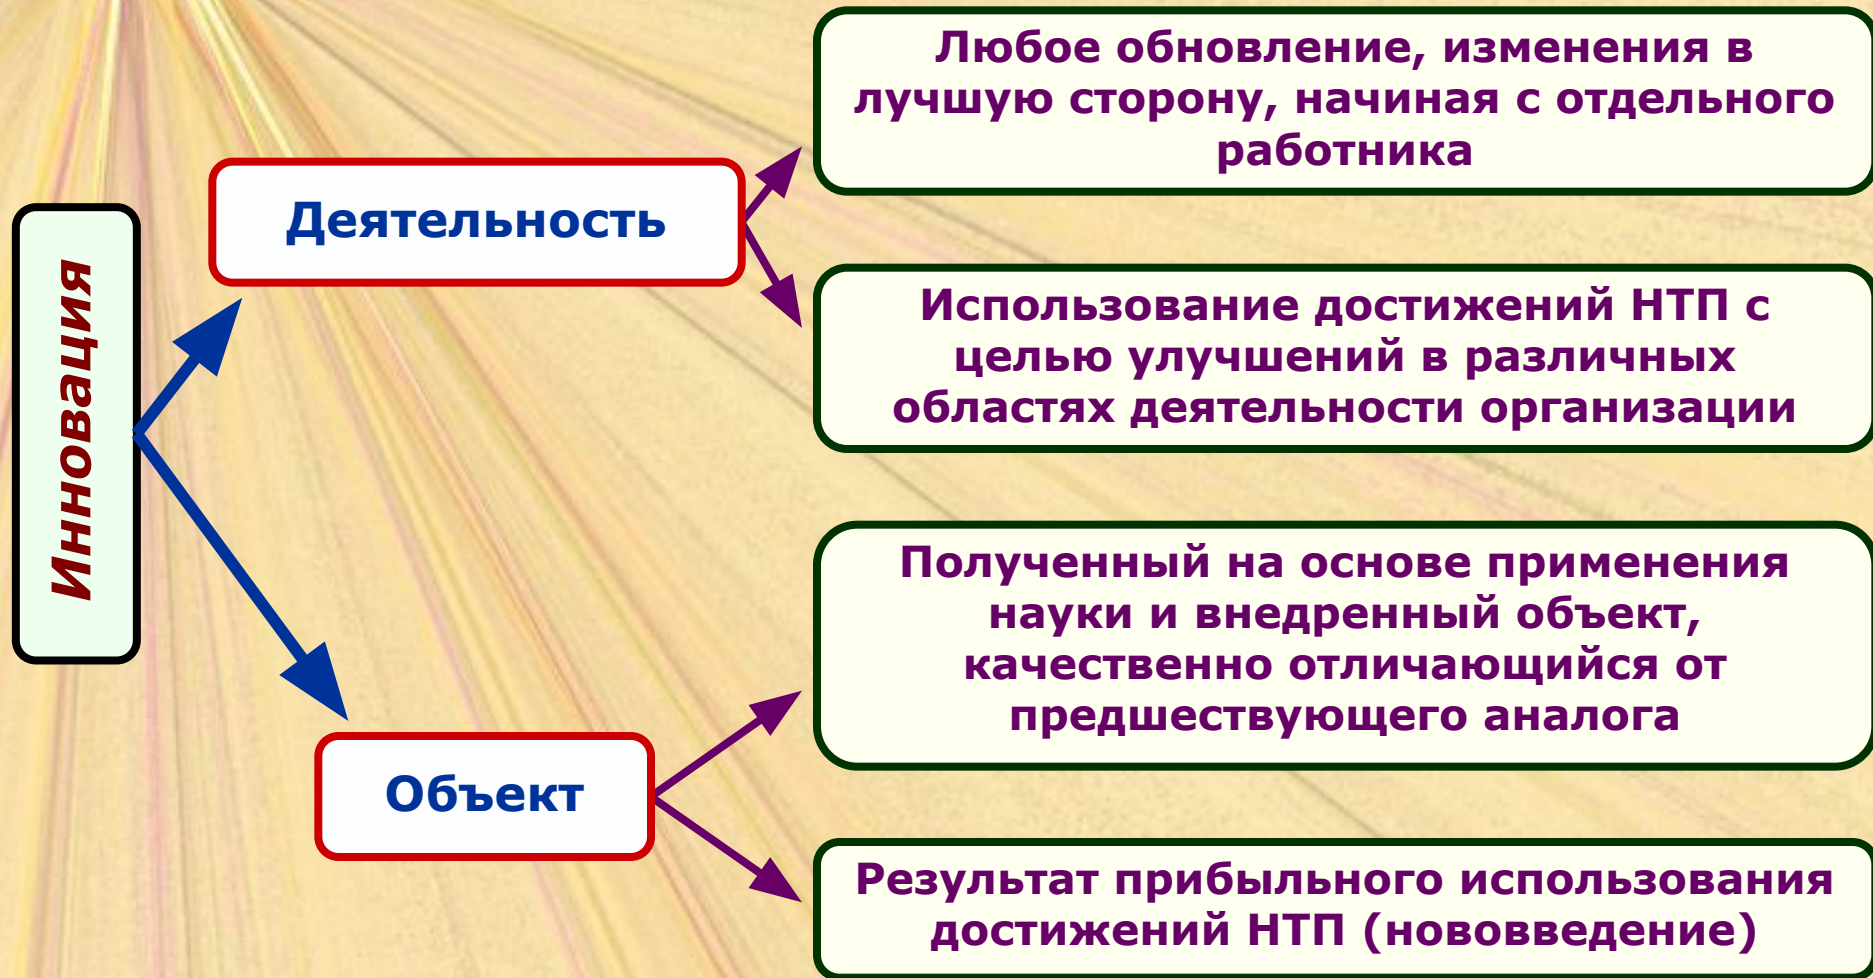 Инновация
Деятельность
Любое обновление, изменения в
лучшую сторону, начиная с отдельного
работника
Использование достижений НТП с
целью улучшений в различных
областях деятельности организации
Объект
Полученный на основе применения
науки и внедренный объект,
качественно отличающийся от
предшествующего аналога
Результат прибыльного использования
достижений НТП (нововведение)